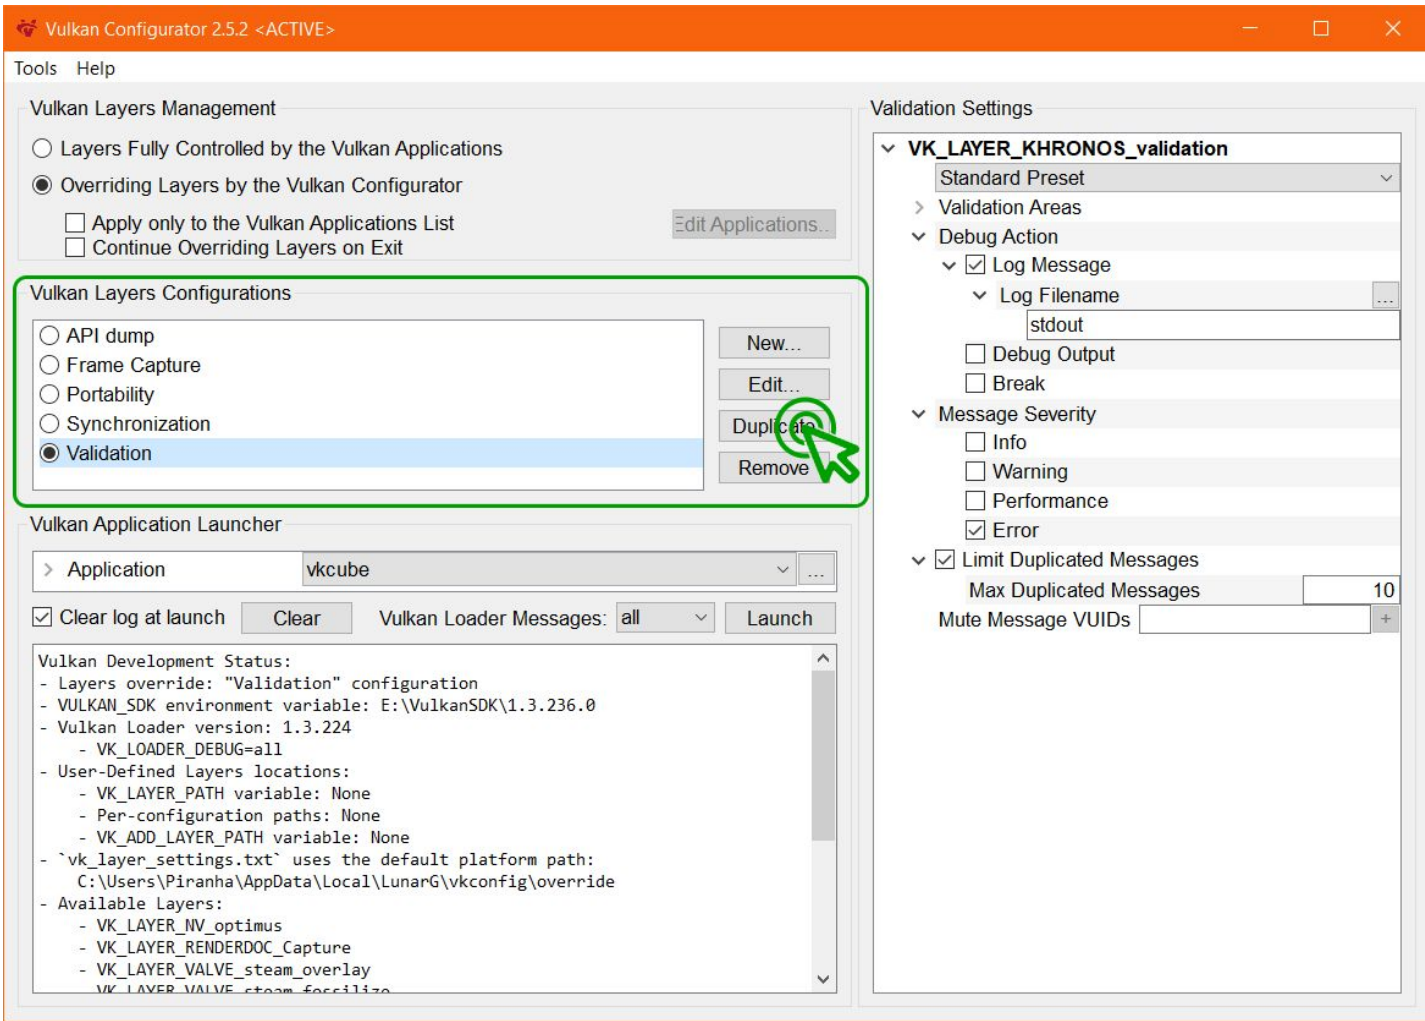 Vulkan Configurator 2.5.2 <ACTIVE>
Tools Help
Vulkan Layers Management
Layers Fully Controlled by the Vulkan Applications
Overriding Layers by the Vulkan Configurator
Apply only to the Vulkan Applications List
Edit Applications..
Continue Overriding Layers on Exit
Vulkan Layers Configurations
API dump
Frame Capture
Portability
Synchronization
Validation
New...
Edit...
Duplicate
Remove
Vulkan Application Launcher
Application vkcube ...
Clear log at launch Clear Vulkan Loader Messages: all Launch
Vulkan Development Status:
- Layers override: "Validation" configuration
- VULKAN_SDK environment variable: E:\VulkanSDK\1.3.236.0
- Vulkan Loader version: 1.3.224
- VK_LOADER_DEBUG=all
- User-Defined Layers locations:
- VK_LAYER_PATH variable: None
- Per-configuration paths: None
- VK_ADD_LAYER_PATH variable: None
- `vk_layer_settings.txt` uses the default platform path:
C:\Users\Piranha\AppData\Local\LunarG\vkconfig\override
- Available Layers:
- VK_LAYER_NV_optimus
- VK_LAYER_RENDERDOC_Capture
- VK_LAYER_VALVE_steam_overlay
- VK_LAYER_VALVE_steam_fossilize
Validation Settings
VK_LAYER_KHRONOS_validation
Standard Preset
Validation Areas
Debug Action
Log Message
Log Filename ...
stdout
Debug Output
Break
Message Severity
Info
Warning
Performance
Error
Limit Duplicated Messages
Max Duplicated Messages 10
Mute Message VUIDs +